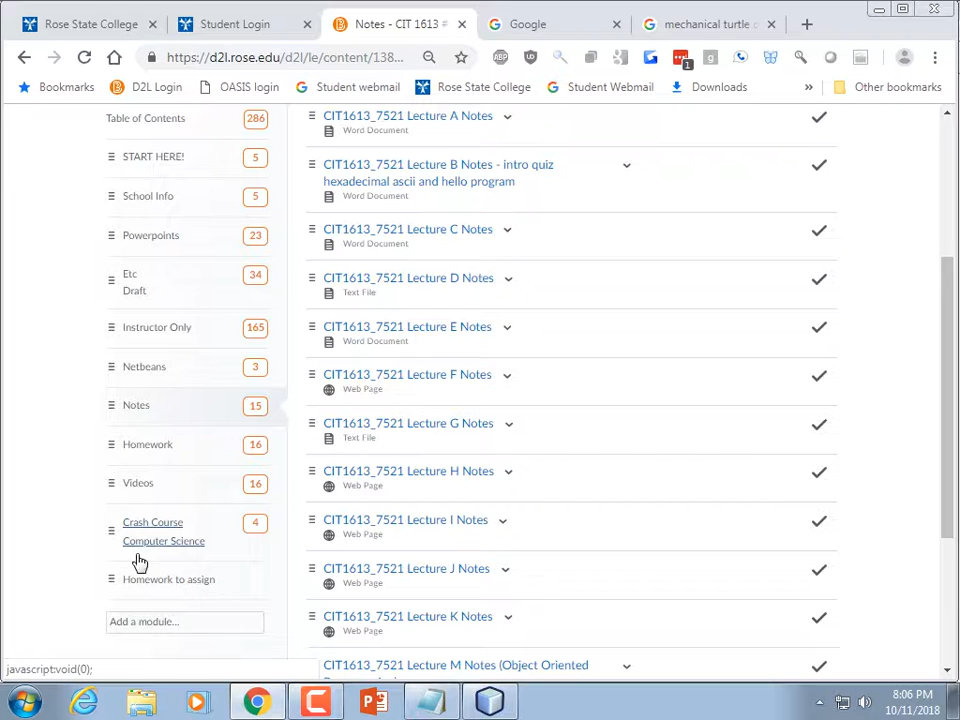 Rose State College
Student Login
Notes - CIT 1613
Google
mechanical turtle
https://d2l.rose.edu/d2l/le/content/138...
ABP
1
g
Bookmarks
D2L Login
OASIS login
Student webmail
Rose State College
Student Webmail
Downloads
»
Other bookmarks
Table of Contents
286
START HERE!
5
School Info
5
Powerpoints
23
Etc
Draft
34
Instructor Only
165
Netbeans
3
Notes
15
Homework
16
Videos
16
Crash Course
Computer Science
4
Homework to assign
Add a module...
CIT1613_7521 Lecture A Notes
Word Document
CIT1613_7521 Lecture B Notes - intro quiz
hexadecimal ascii and hello program
Word Document
CIT1613_7521 Lecture C Notes
Word Document
CIT1613_7521 Lecture D Notes
Text File
CIT1613_7521 Lecture E Notes
Word Document
CIT1613_7521 Lecture F Notes
Web Page
CIT1613_7521 Lecture G Notes
Text File
CIT1613_7521 Lecture H Notes
Web Page
CIT1613_7521 Lecture I Notes
Web Page
CIT1613_7521 Lecture J Notes
Web Page
CIT1613_7521 Lecture K Notes
Web Page
CIT1613_7521 Lecture M Notes (Object Oriented
javascript:void(0);
8:06 PM
10/11/2018